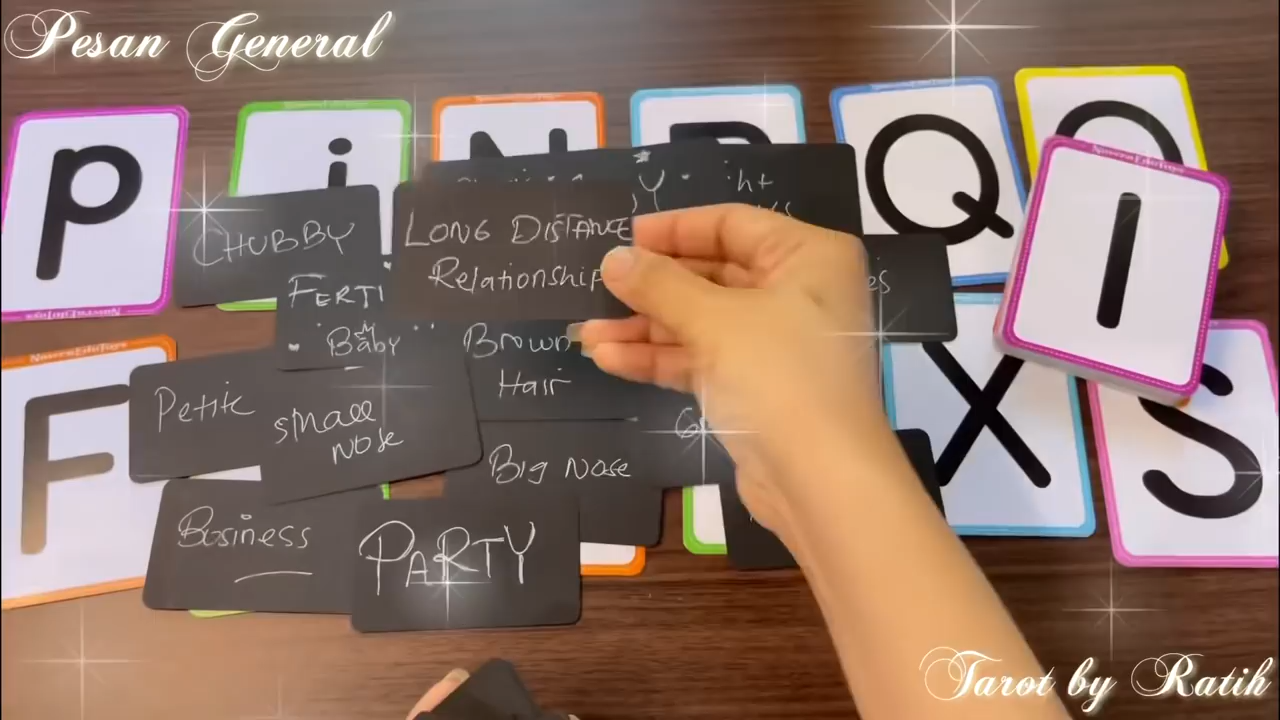 Pesan General
p
i
N
Q
I
CHUBBY
LONG DISTANCE
Relationship
FERTI
Baby
Brown
Hair
Petite
small
Nose
Big Nose
F
X
S
Business
PARTY
Tarot by Ratih